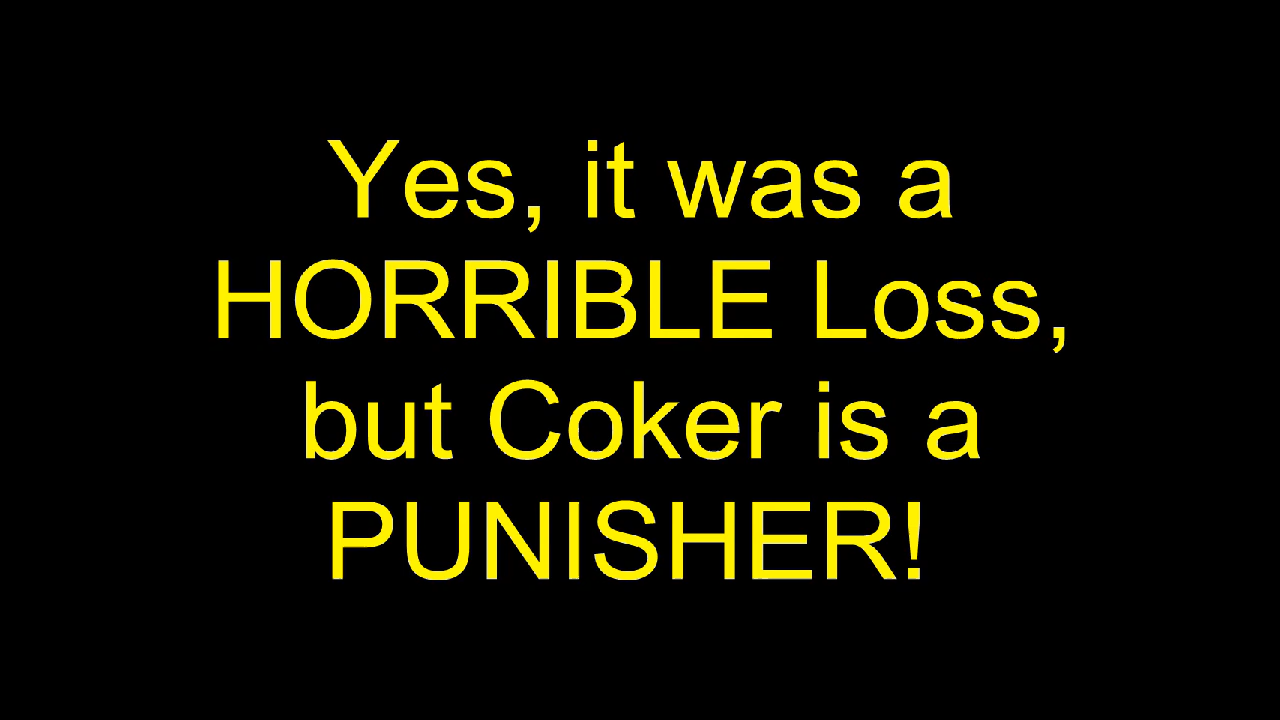 Yes, it was a
HORRIBLE Loss,
but Coker is a
PUNISHER!